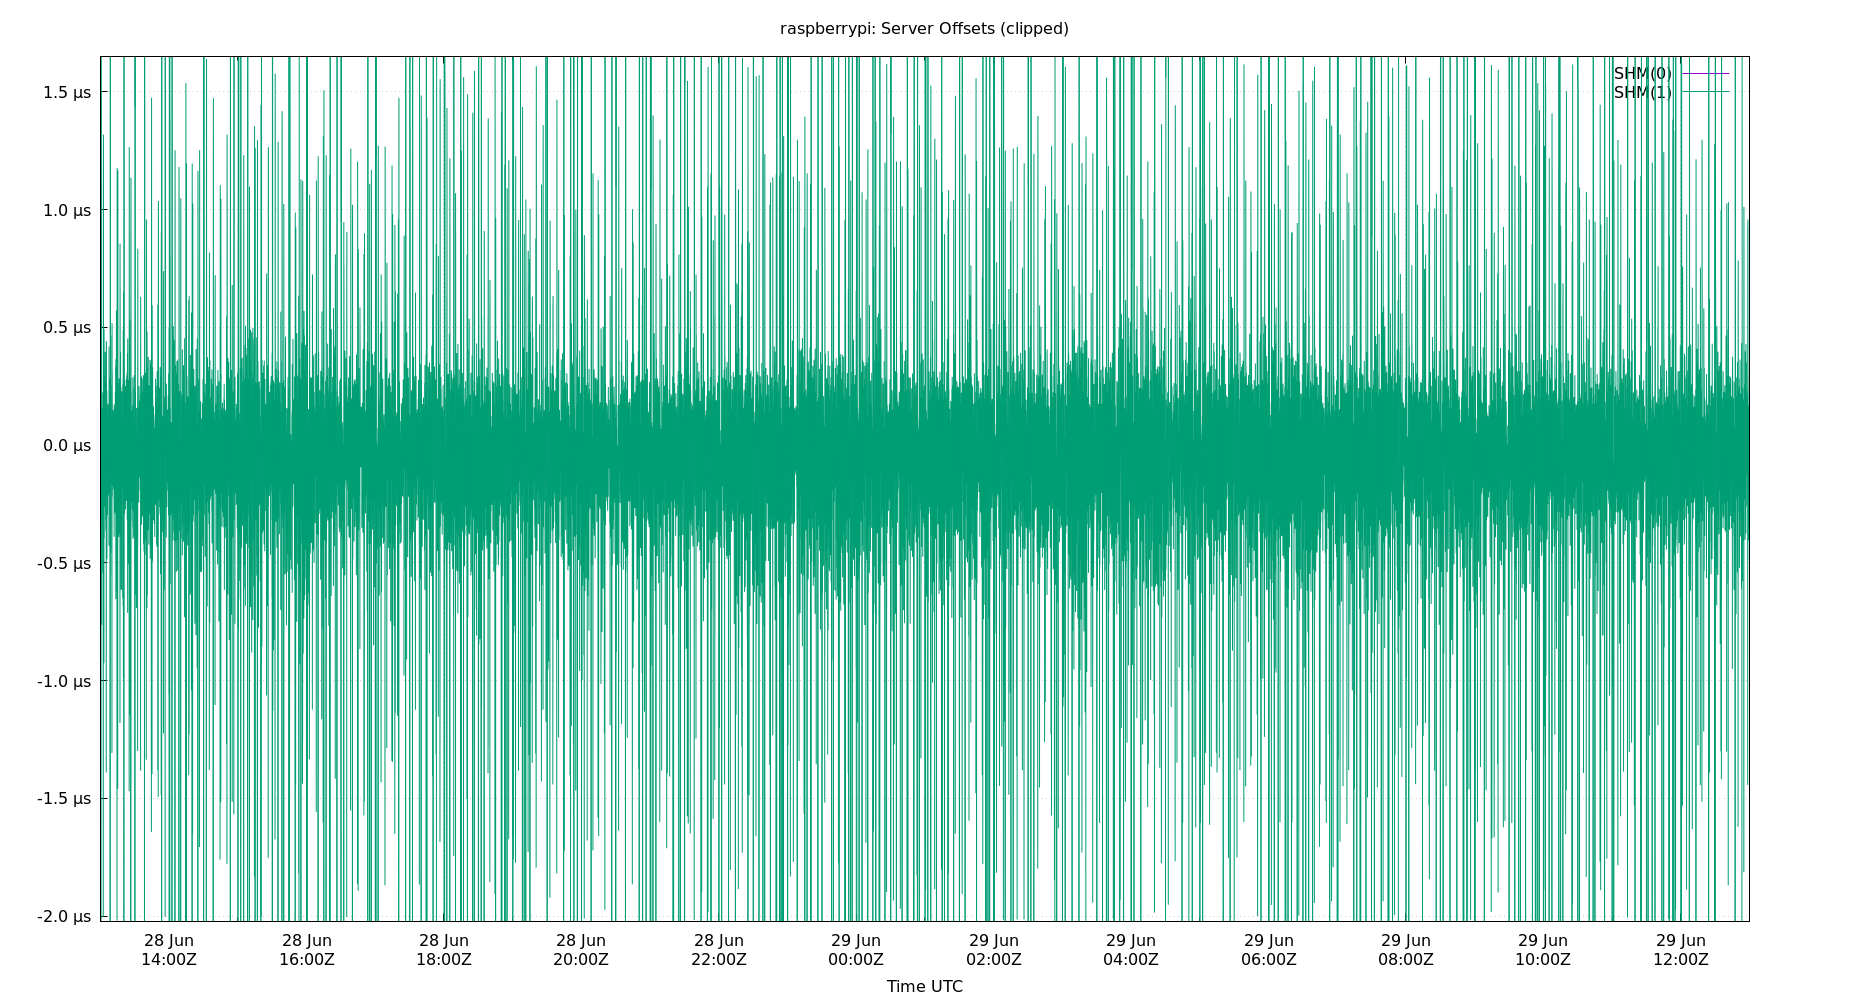 raspberrypi: Server Offsets (clipped)
SHM(0)
SHM(1)
1.5 µs
1.0 µs
0.5 µs
0.0 µs
-0.5 µs
-1.0 µs
-1.5 µs
-2.0 µs
28 Jun 28 Jun 28 Jun 28 Jun 28 Jun 29 Jun 29 Jun 29 Jun 29 Jun 29 Jun 29 Jun 29 Jun
14:00Z 16:00Z 18:00Z 20:00Z 22:00Z 00:00Z 02:00Z 04:00Z 06:00Z 08:00Z 10:00Z 12:00Z
Time UTC